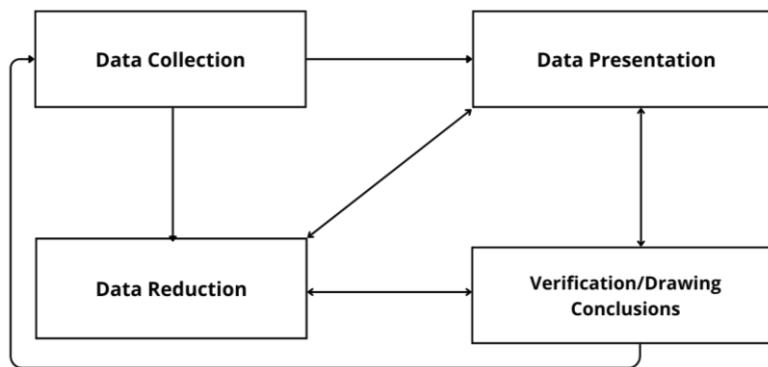 Data Collection
Data Presentation
Data Reduction
Verification/Drawing
Conclusions